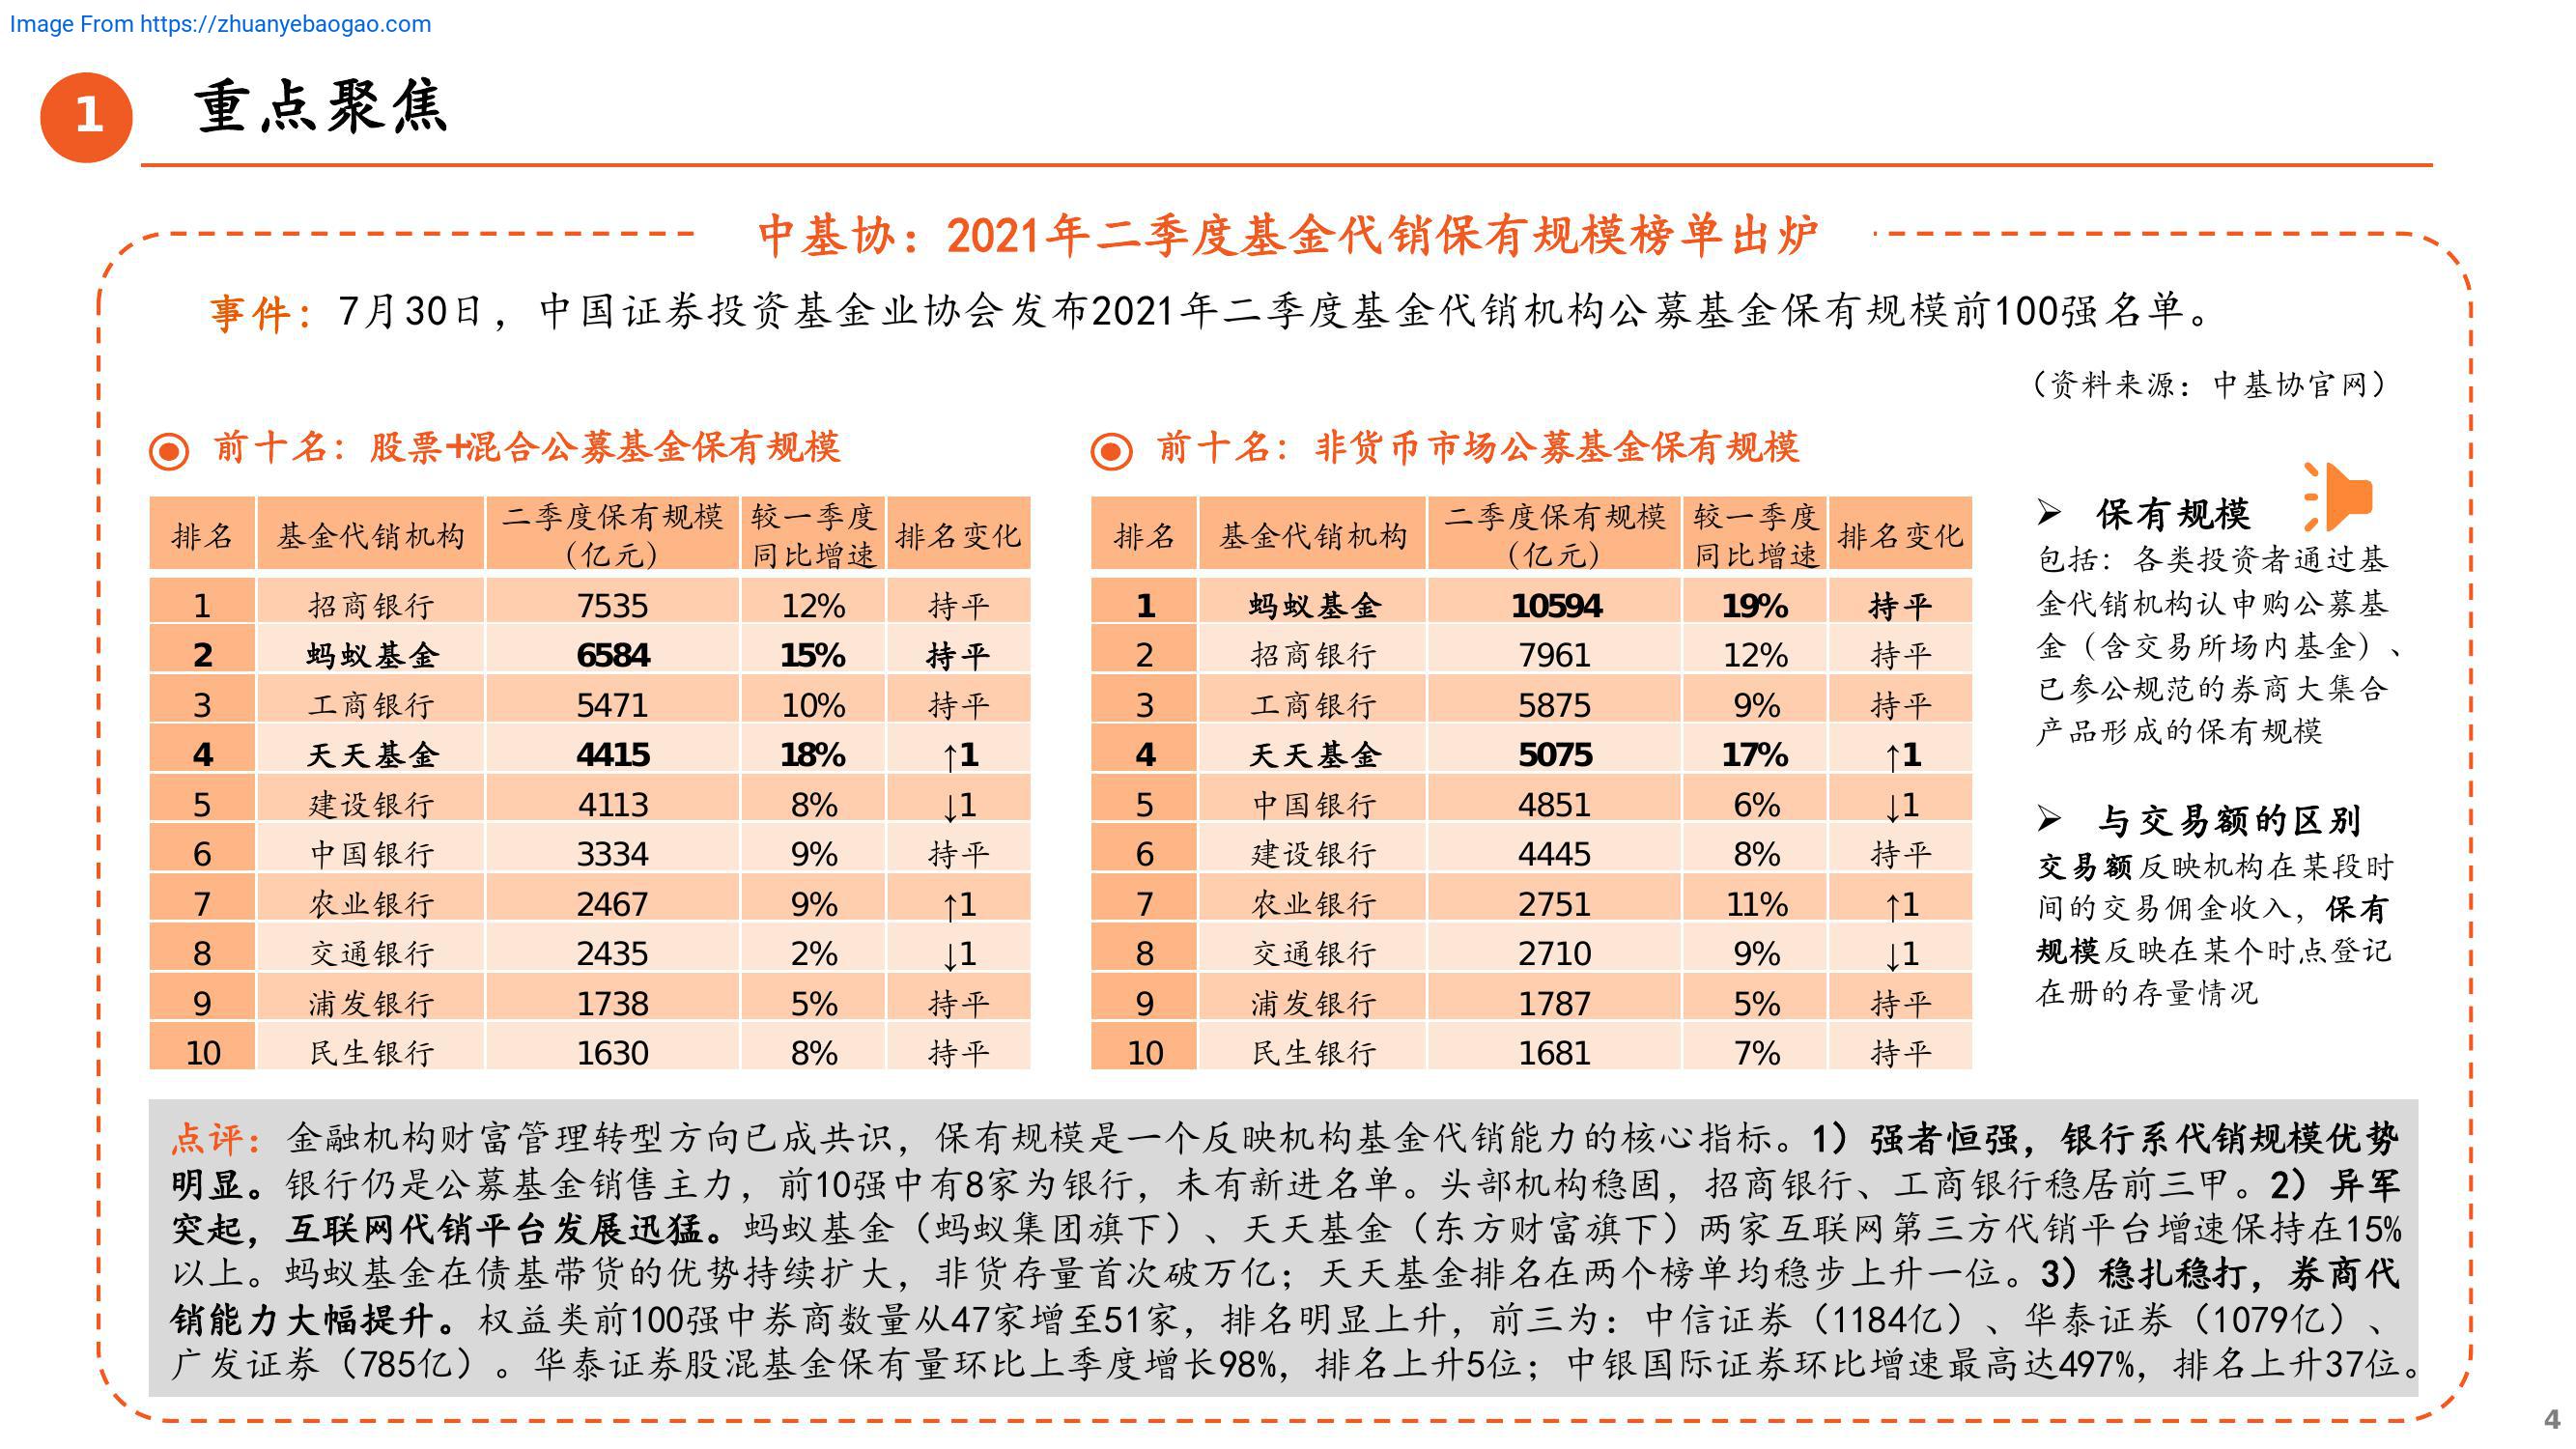 Image From https://zhuanyebaogao.com
1
重点聚焦
中基协：2021年二季度基金代销保有规模榜单出炉
事件：7月30日，中国证券投资基金业协会发布2021年二季度基金代销机构公募基金保有规模前100强名单。
（资料来源：中基协官网）
前十名：股票+混合公募基金保有规模
排名 基金代销机构 二季度保有规模（亿元） 较一季度同比增速 排名变化
1 招商银行 7535 12% 持平
2 蚂蚁基金 6584 15% 持平
3 工商银行 5471 10% 持平
4 天天基金 4415 18% ↑1
5 建设银行 4113 8% ↓1
6 中国银行 3334 9% 持平
7 农业银行 2467 9% ↑1
8 交通银行 2435 2% ↓1
9 浦发银行 1738 5% 持平
10 民生银行 1630 8% 持平
前十名：非货币市场公募基金保有规模
排名 基金代销机构 二季度保有规模（亿元） 较一季度同比增速 排名变化
1 蚂蚁基金 10594 19% 持平
2 招商银行 7961 12% 持平
3 工商银行 5875 9% 持平
4 天天基金 5075 17% ↑1
5 中国银行 4851 6% ↓1
6 建设银行 4445 8% 持平
7 农业银行 2751 11% ↑1
8 交通银行 2710 9% ↓1
9 浦发银行 1787 5% 持平
10 民生银行 1681 7% 持平
➢ 保有规模
包括：各类投资者通过基
金代销机构认申购公募基
金（含交易所场内基金）、
已参公规范的券商大集合
产品形成的保有规模
➢ 与交易额的区别
交易额反映机构在某段时
间的交易佣金收入，保有
规模反映在某个时点登记
在册的存量情况
点评：金融机构财富管理转型方向已成共识，保有规模是一个反映机构基金代销能力的核心指标。1）强者恒强，银行系代销规模优势
明显。银行仍是公募基金销售主力，前10强中有8家为银行，未有新进名单。头部机构稳固，招商银行、工商银行稳居前三甲。2）异军
突起，互联网代销平台发展迅猛。蚂蚁基金（蚂蚁集团旗下）、天天基金（东方财富旗下）两家互联网第三方代销平台增速保持在15%
以上。蚂蚁基金在债基带货的优势持续扩大，非货存量首次破万亿；天天基金排名在两个榜单均稳步上升一位。3）稳扎稳打，券商代
销能力大幅提升。权益类前100强中券商数量从47家增至51家，排名明显上升，前三为：中信证券（1184亿）、华泰证券（1079亿）、
广发证券（785亿）。华泰证券股混基金保有量环比上季度增长98%，排名上升5位；中银国际证券环比增速最高达497%，排名上升37位。
4